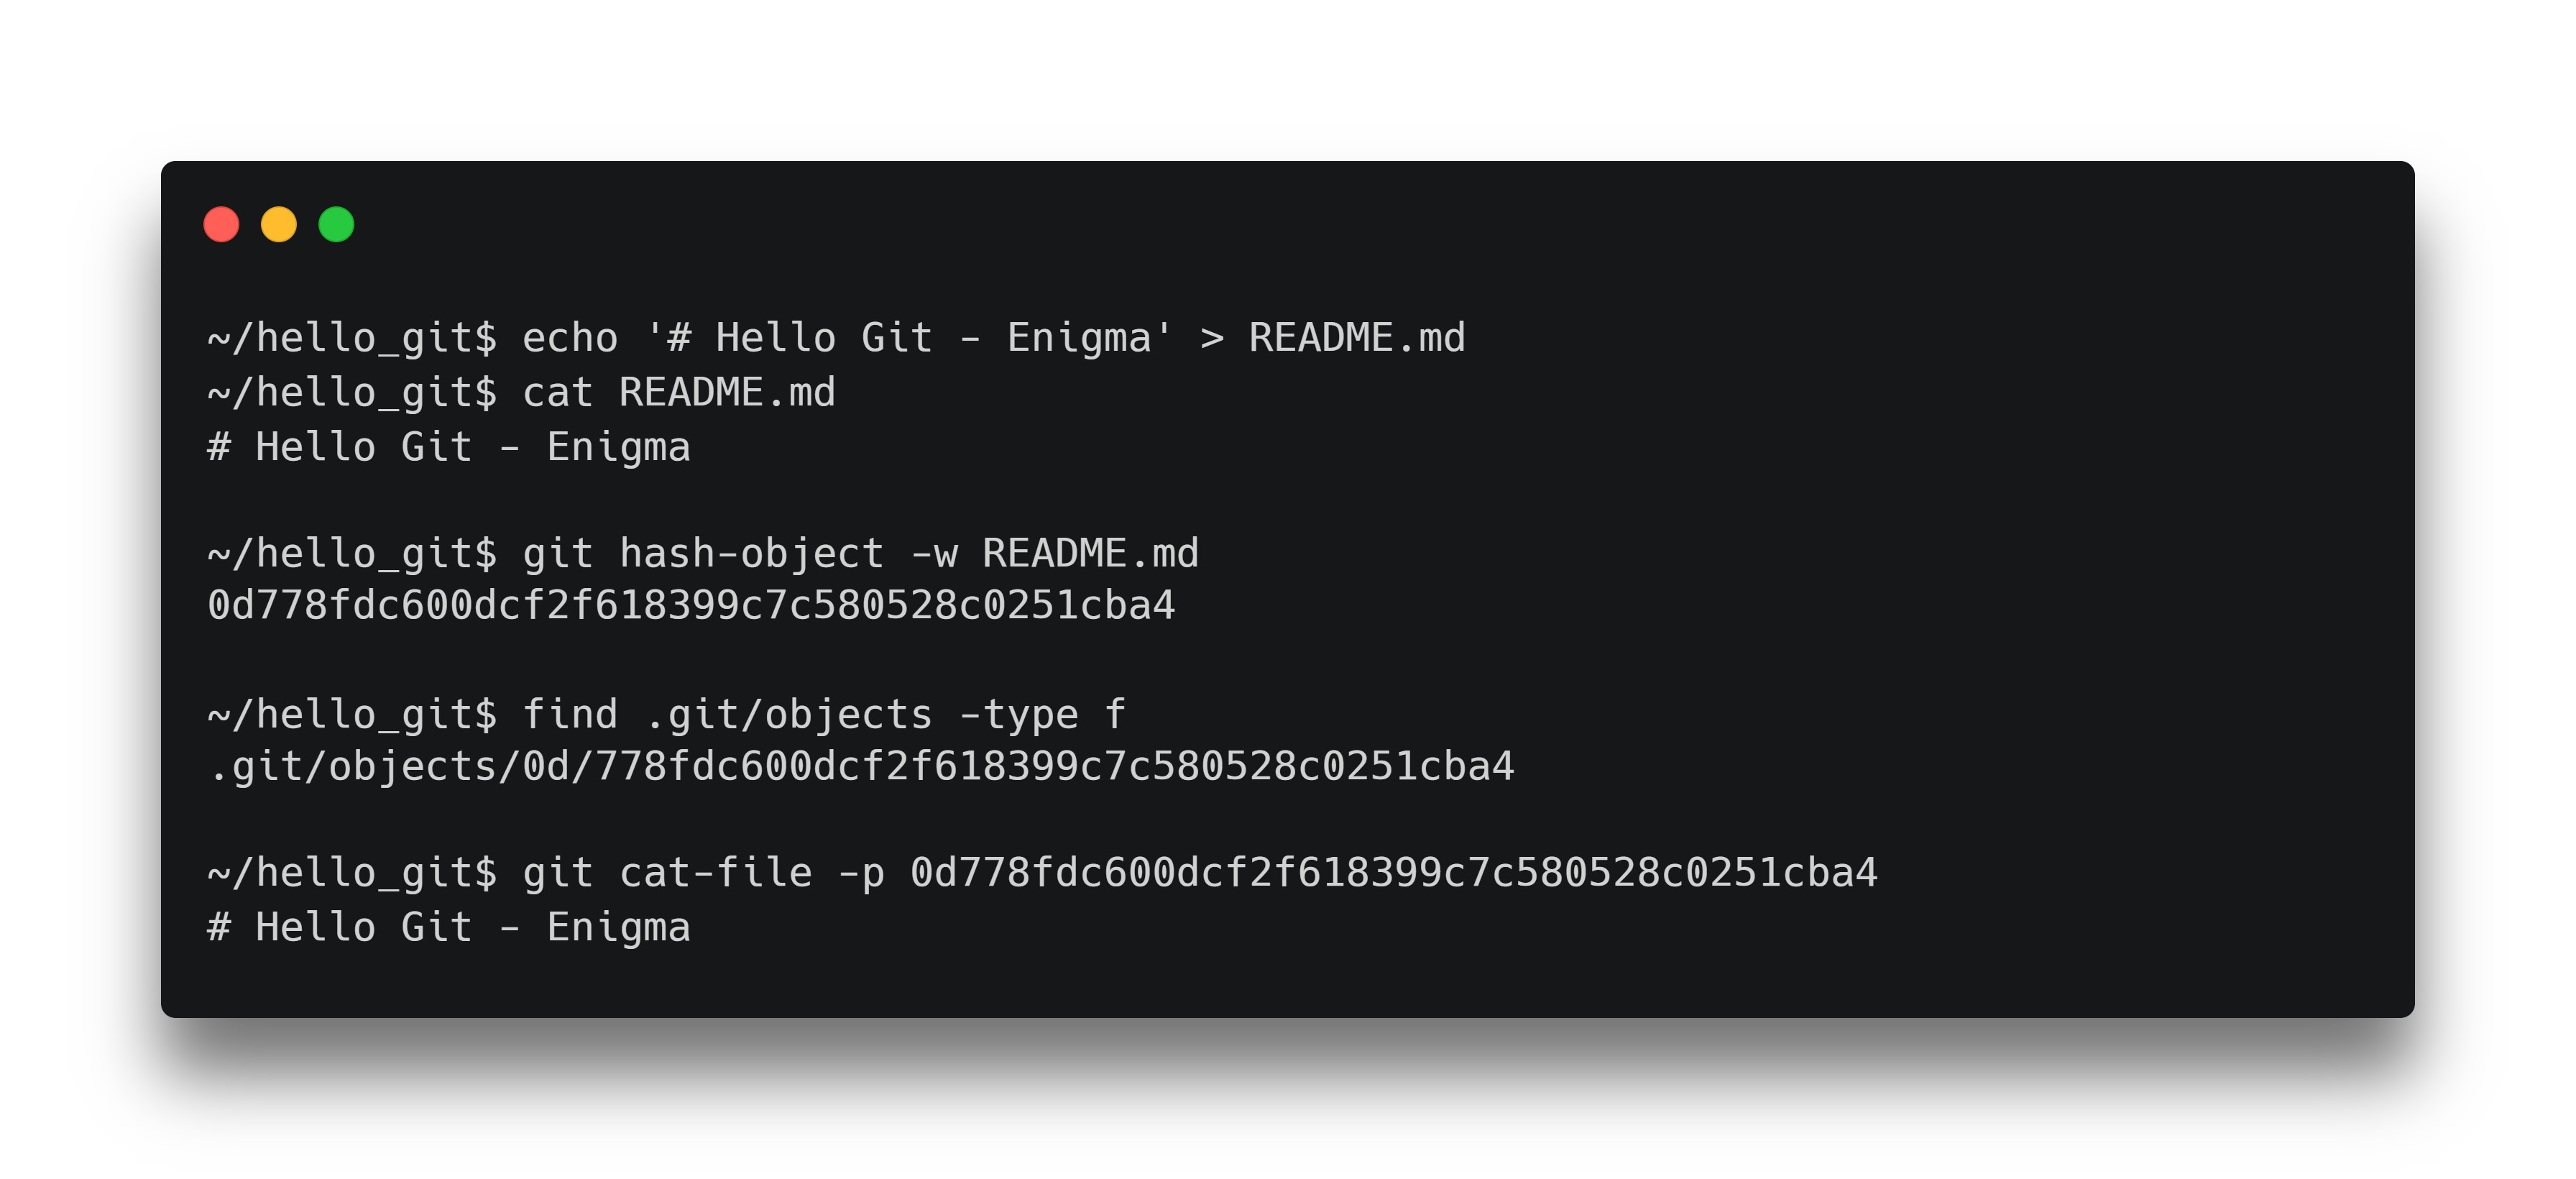 ~/hello_git$ echo '# Hello Git - Enigma' > README.md
~/hello_git$ cat README.md
# Hello Git - Enigma
~/hello_git$ git hash-object -w README.md
0d778fdc600dcf2f618399c7c580528c0251cba4
~/hello_git$ find .git/objects -type f
.git/objects/0d/778fdc600dcf2f618399c7c580528c0251cba4
~/hello_git$ git cat-file -p 0d778fdc600dcf2f618399c7c580528c0251cba4
# Hello Git - Enigma